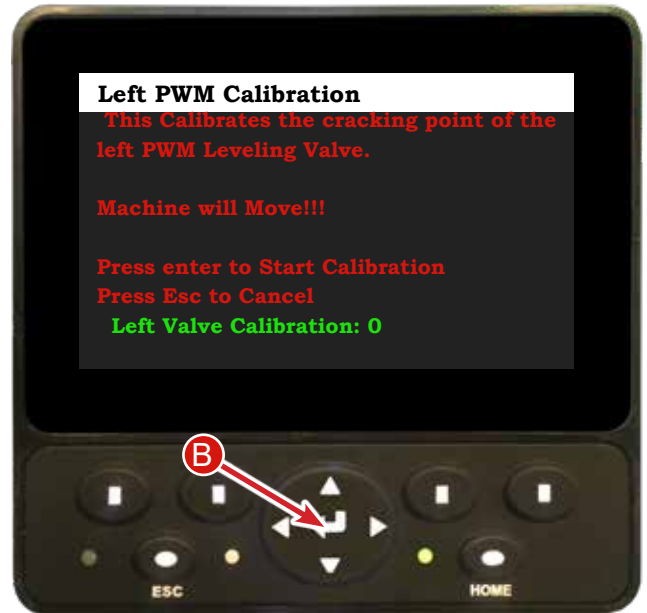 Left PWM Calibration
This Calibrates the cracking point of the
left PWM Leveling Valve.
Machine will Move!!!
Press enter to Start Calibration
Press Esc to Cancel
Left Valve Calibration: 0
B
ESC
HOME